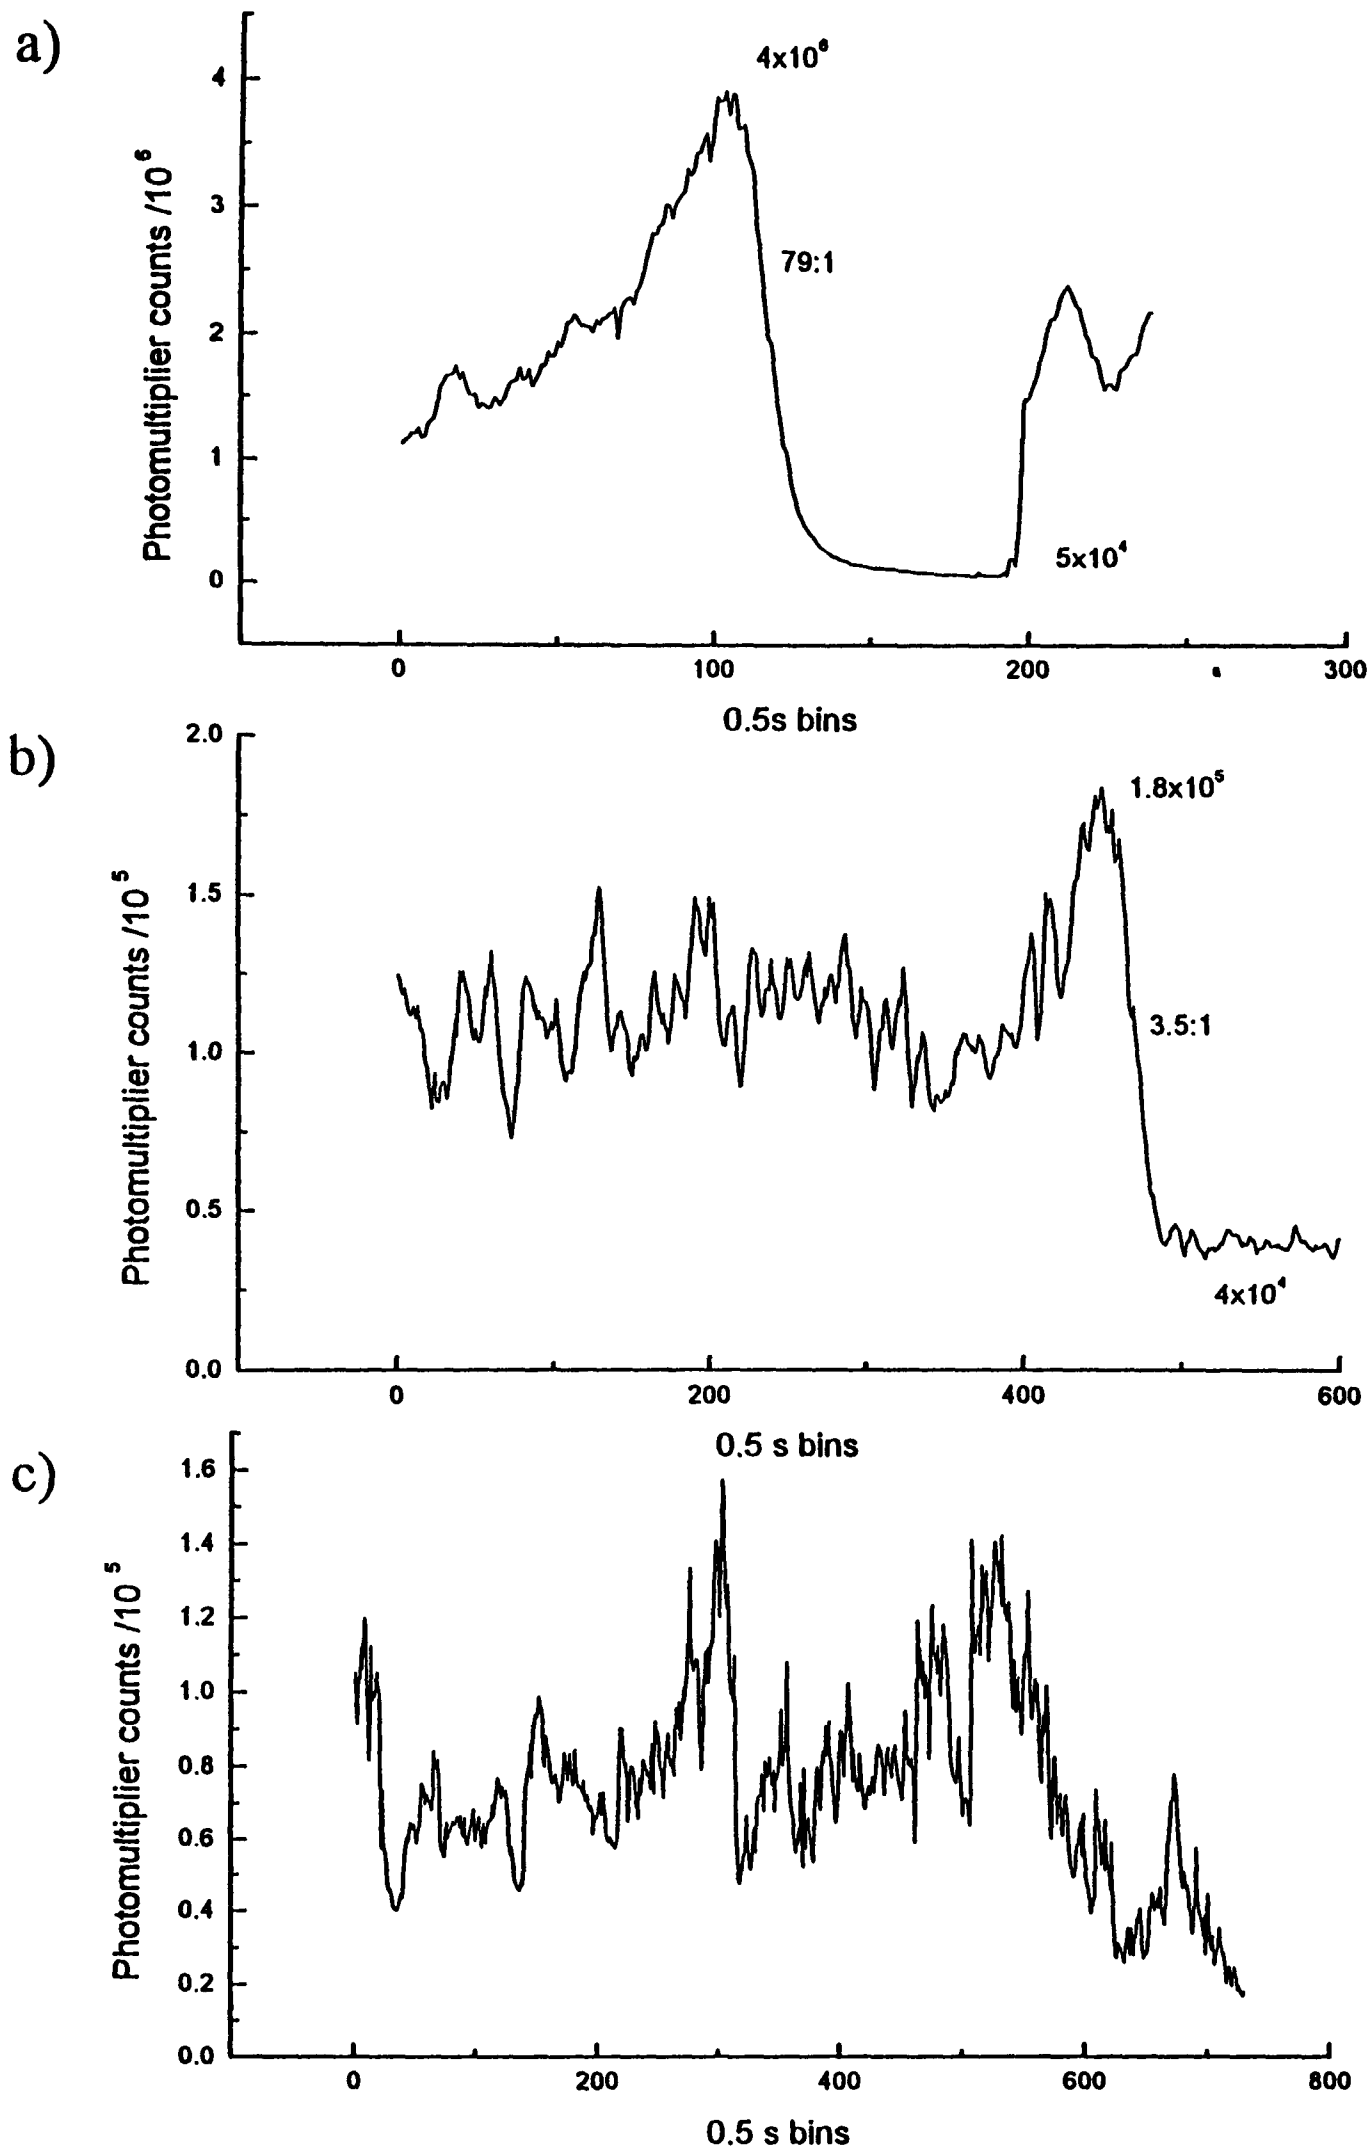 a)
4x10⁶
Photomultiplier counts /10⁶
4
3
79:1
2
1
5x10⁴
0
0 100 200 300
0.5s bins
b)
2.0
1.8x10⁵
Photomultiplier counts /10⁵
1.5
3.5:1
1.0
0.5
4x10⁴
0.0
0 200 400 600
0.5 s bins
c)
1.6
Photomultiplier counts /10⁵
1.4
1.2
1.0
0.8
0.6
0.4
0.2
0.0
0 200 400 600 800
0.5 s bins